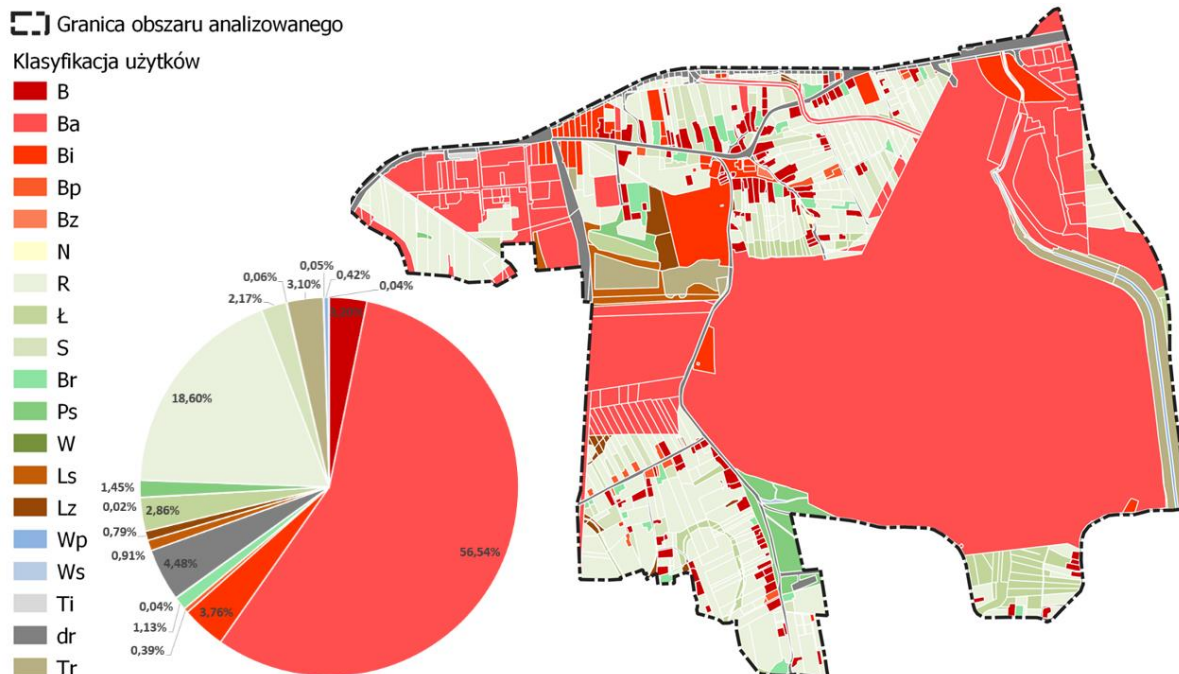 Granica obszaru analizowanego
Klasyfikacja użytków
B
Ba
Bi
Bp
Bz
N
R
Ł
S
Br
Ps
W
Ls
Lz
Wp
Ws
Ti
dr
Tr
0,05%
0,42%
0,06%
3,10%
0,04%
2,17%
18,60%
1,45%
0,02%
2,86%
0,79%
0,91%
4,48%
56,54%
0,04%
1,13%
3,76%
0,39%